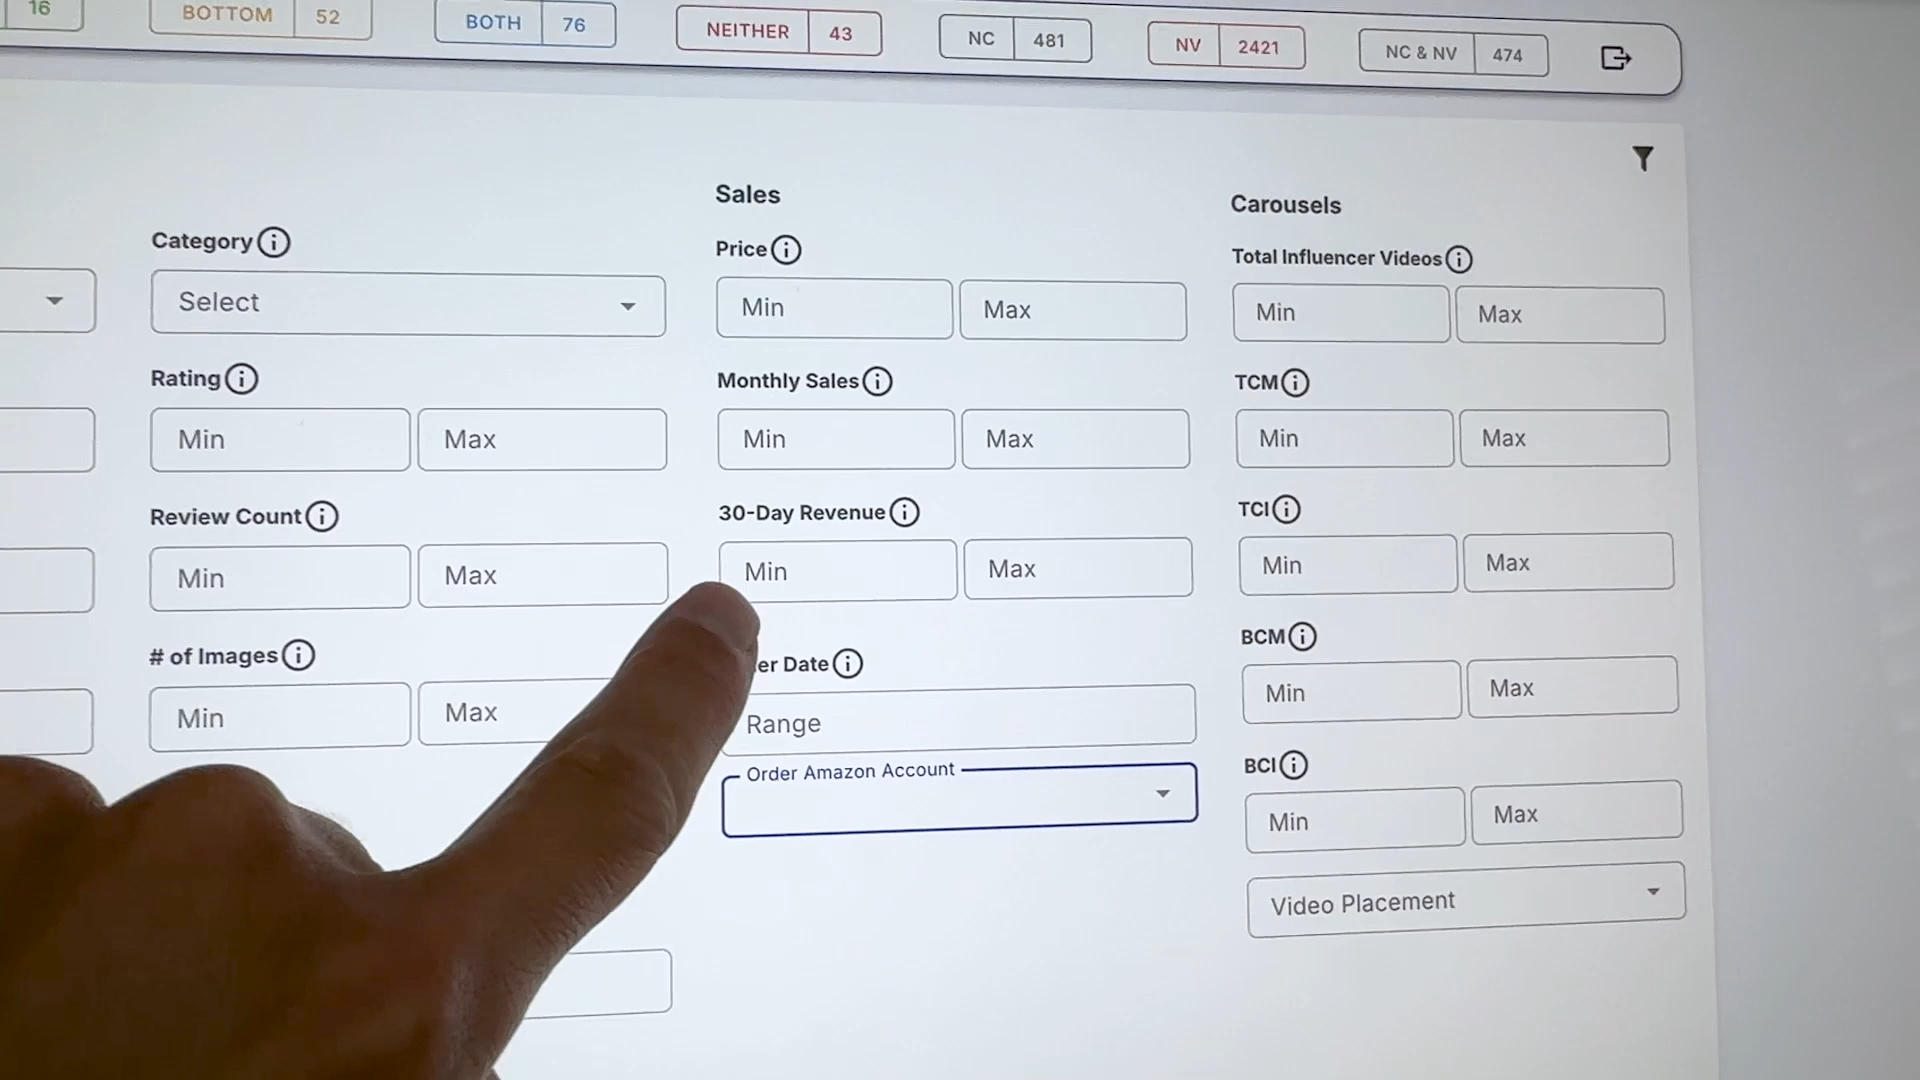 16
BOTTOM 52
BOTH 76
NEITHER 43
NC 481
NV 2421
NC & NV 474
Category
Select
Rating
Min Max
Review Count
Min Max
# of Images
Min Max
Sales
Price
Min Max
Monthly Sales
Min Max
30-Day Revenue
Min Max
er Date
Range
Order Amazon Account
Carousels
Total Influencer Videos
Min Max
TCM
Min Max
TCI
Min Max
BCM
Min Max
BCI
Min Max
Video Placement